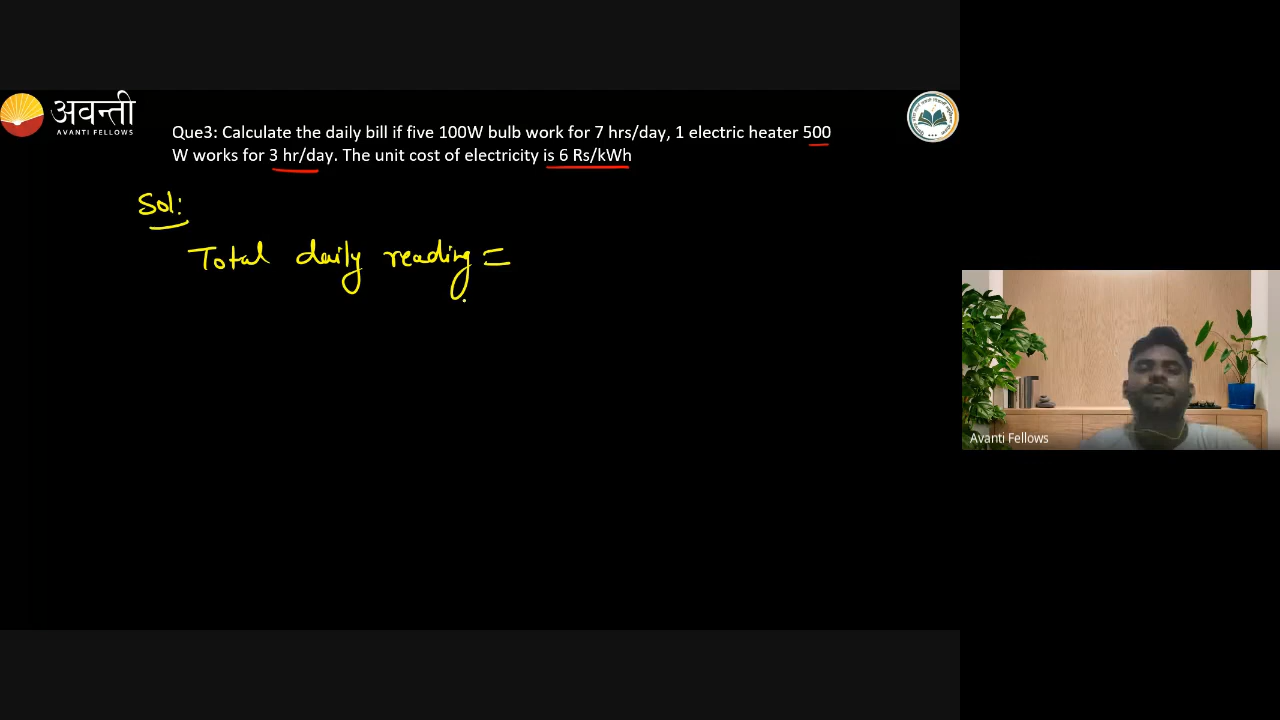 अवन्ती
AVANTI FELLOWS
Que3: Calculate the daily bill if five 100W bulb work for 7 hrs/day, 1 electric heater 500
W works for 3 hr/day. The unit cost of electricity is 6 Rs/kWh
Sol:
Total daily reading =
Avanti Fellows